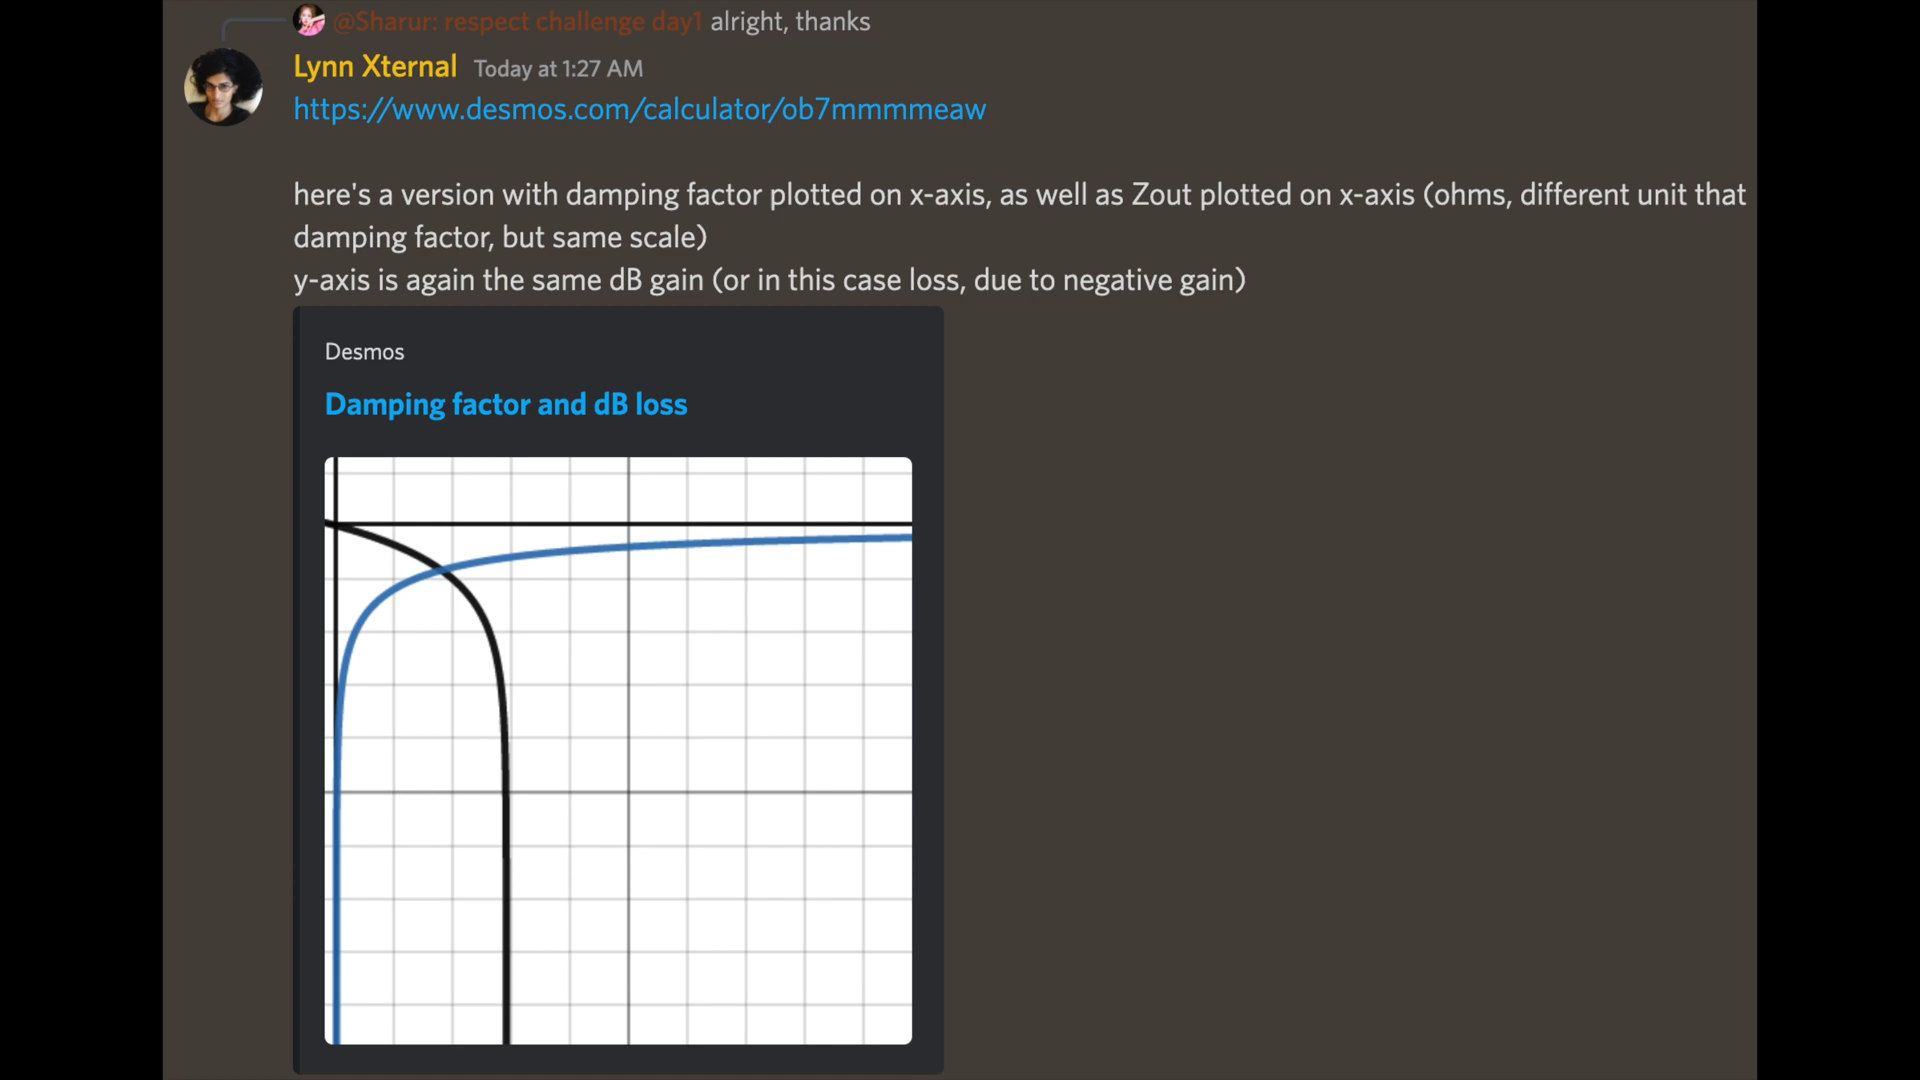 @Sharur: respect challenge day1 alright, thanks
Lynn Xternal Today at 1:27 AM
https://www.desmos.com/calculator/ob7mmmmeaw
here's a version with damping factor plotted on x-axis, as well as Zout plotted on x-axis (ohms, different unit that
damping factor, but same scale)
y-axis is again the same dB gain (or in this case loss, due to negative gain)
Desmos
Damping factor and dB loss